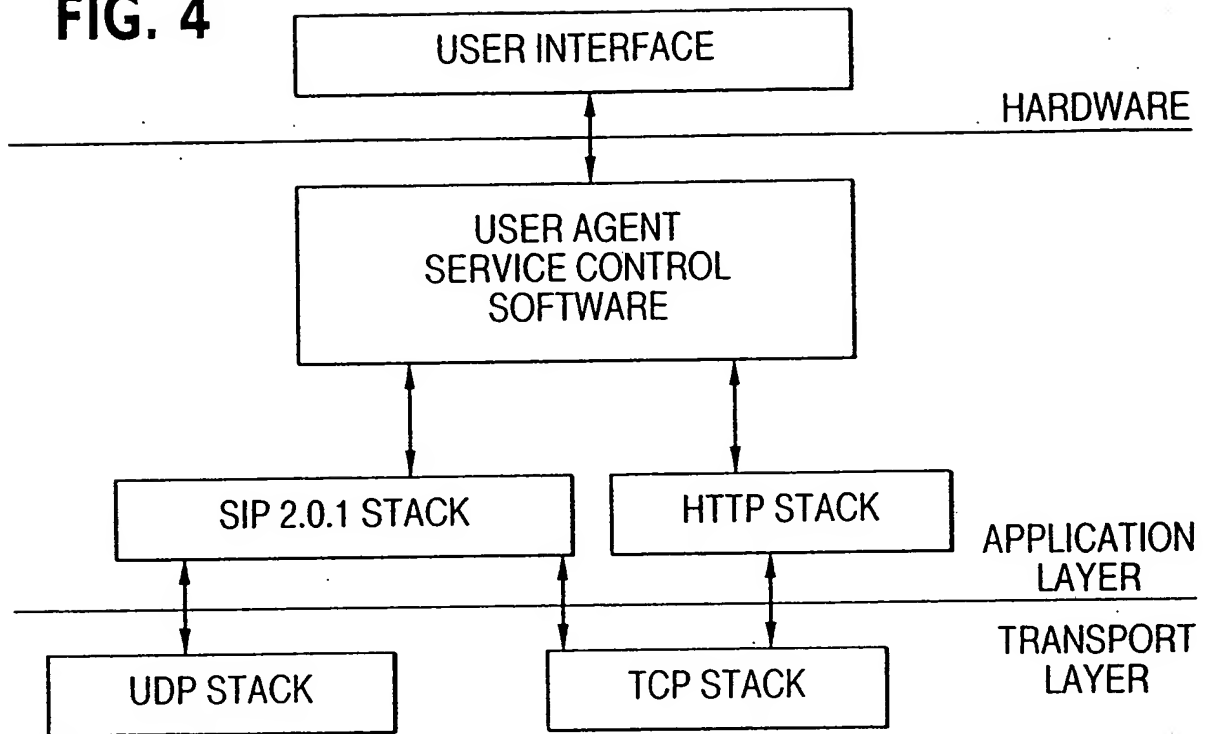 FIG. 4
USER INTERFACE
HARDWARE
USER AGENT
SERVICE CONTROL
SOFTWARE
SIP 2.0.1 STACK
HTTP STACK
APPLICATION
LAYER
TRANSPORT
LAYER
UDP STACK
TCP STACK